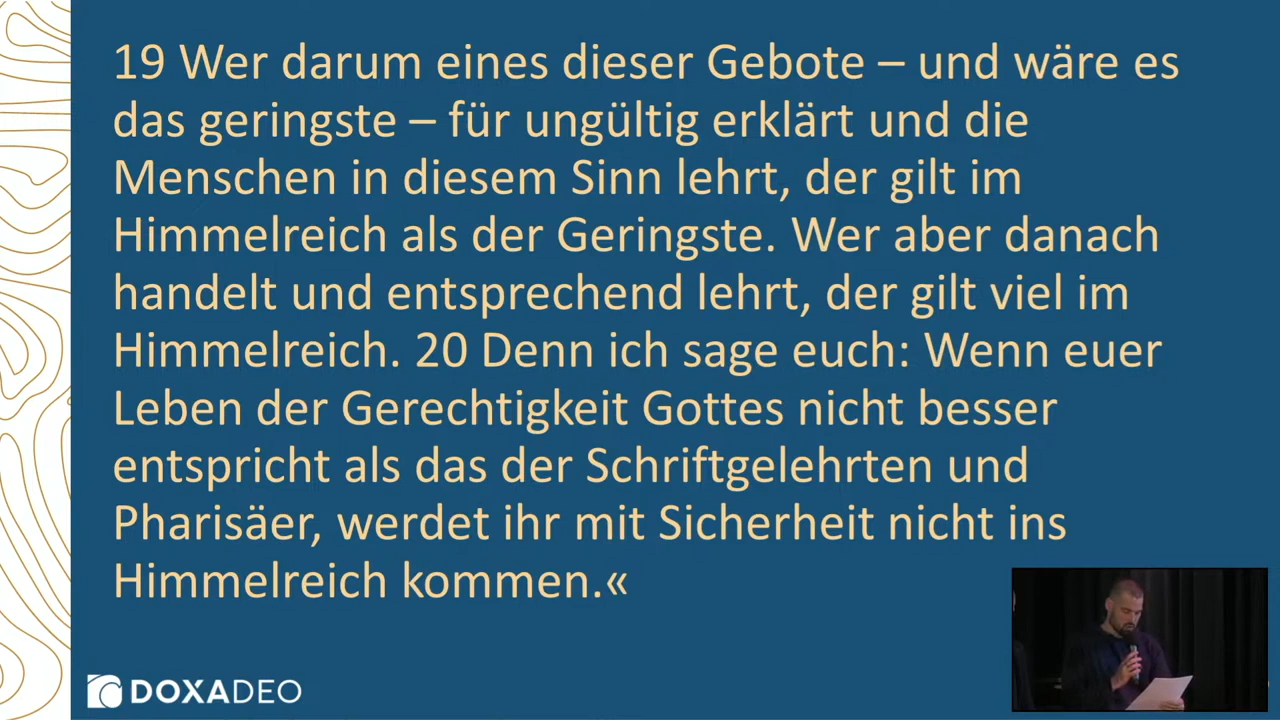 19 Wer darum eines dieser Gebote – und wäre es
das geringste – für ungültig erklärt und die
Menschen in diesem Sinn lehrt, der gilt im
Himmelreich als der Geringste. Wer aber danach
handelt und entsprechend lehrt, der gilt viel im
Himmelreich. 20 Denn ich sage euch: Wenn euer
Leben der Gerechtigkeit Gottes nicht besser
entspricht als das der Schriftgelehrten und
Pharisäer, werdet ihr mit Sicherheit nicht ins
Himmelreich kommen.«
DOXADEO